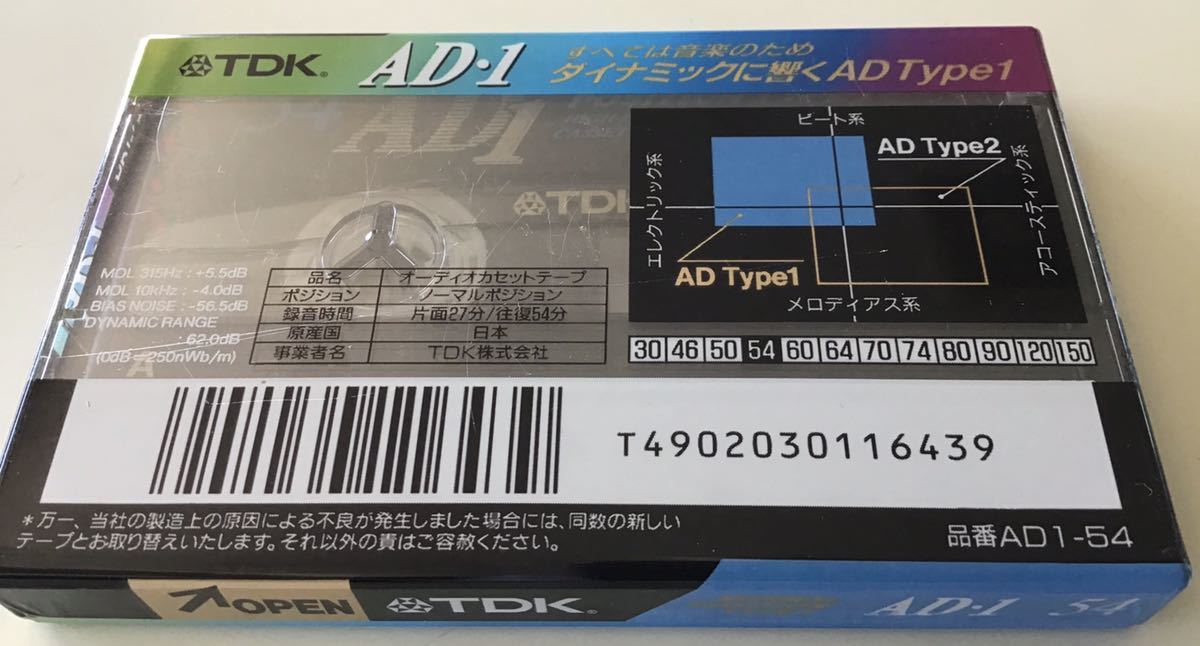 TDK®
AD・1
すべては音楽のため
ダイナミックに響くAD Type1
AD1
TDK
ビート系
エレクトリック系
アコースティック系
メロディアス系
AD Type2
AD Type1
MOL 315Hz : +5.5dB
MOL 10kHz : -4.0dB
BIAS NOISE : -56.5dB
DYNAMIC RANGE
: 62.0dB
(0dB=250nWb/m)
A
品名 オーディオカセットテープ
ポジション ノーマルポジション
録音時間 片面27分/往復54分
原産国 日本
事業者名 TDK株式会社
30 46 50 54 60 64 70 74 80 90 120 150
T4902030116439
*万一、当社の製造上の原因による不良が発生しました場合には、同数の新しい
テープとお取り替えいたします。それ以外の責はご容赦ください。
品番AD1-54
OPEN
TDK®
AD・1 54